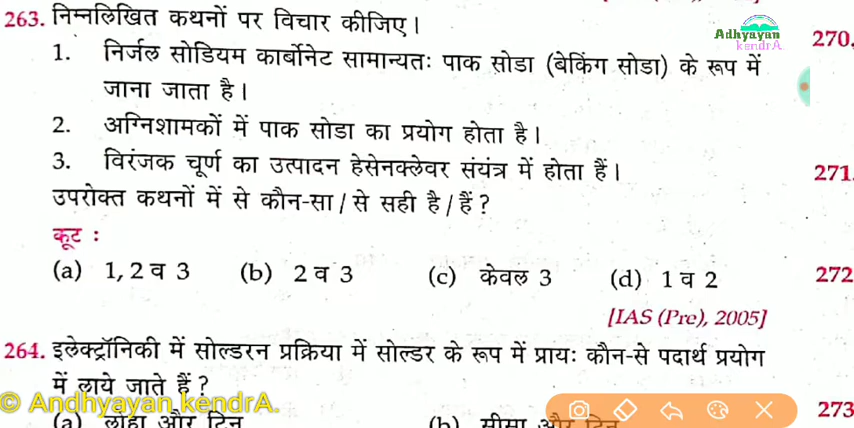 263. निम्नलिखित कथनों पर विचार कीजिए।
Adhyayan
kendrA
270.
1. निर्जल सोडियम कार्बोनेट सामान्यतः पाक सोडा (बेकिंग सोडा) के रूप में
जाना जाता है।
2. अग्निशामकों में पाक सोडा का प्रयोग होता है।
3. विरंजक चूर्ण का उत्पादन हेसेनक्लेवर संयंत्र में होता हैं।
271.
उपरोक्त कथनों में से कौन-सा/से सही है/हैं?
कूट :
(a) 1, 2 व 3 (b) 2 व 3 (c) केवल 3 (d) 1 व 2
272
[IAS (Pre), 2005]
264. इलेक्ट्रॉनिकी में सोल्डरन प्रक्रिया में सोल्डर के रूप में प्रायः कौन-से पदार्थ प्रयोग
में लाये जाते हैं?
© Andhyayan kendrA.
273
(a) लोहा और टिन (b) सीसा और टिन